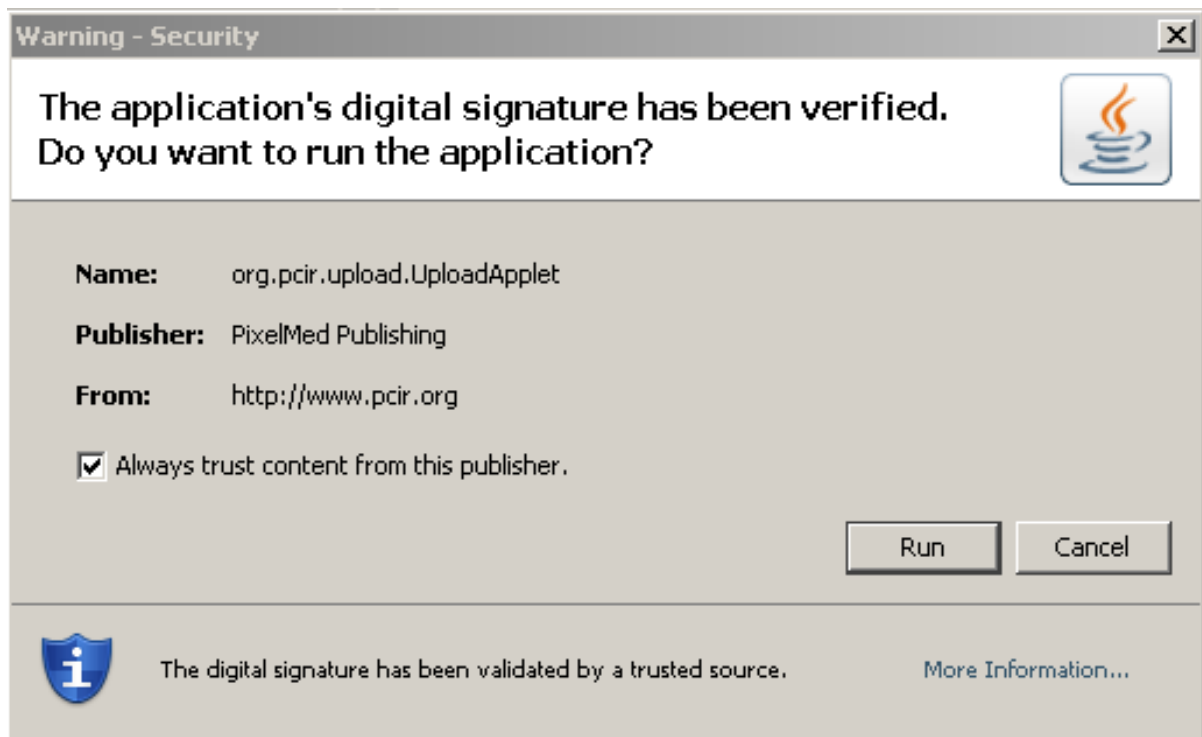 Warning - Security
The application's digital signature has been verified.
Do you want to run the application?
Name: org.pcir.upload.UploadApplet
Publisher: PixelMed Publishing
From: http://www.pcir.org
Always trust content from this publisher.
Run Cancel
The digital signature has been validated by a trusted source. More Information...